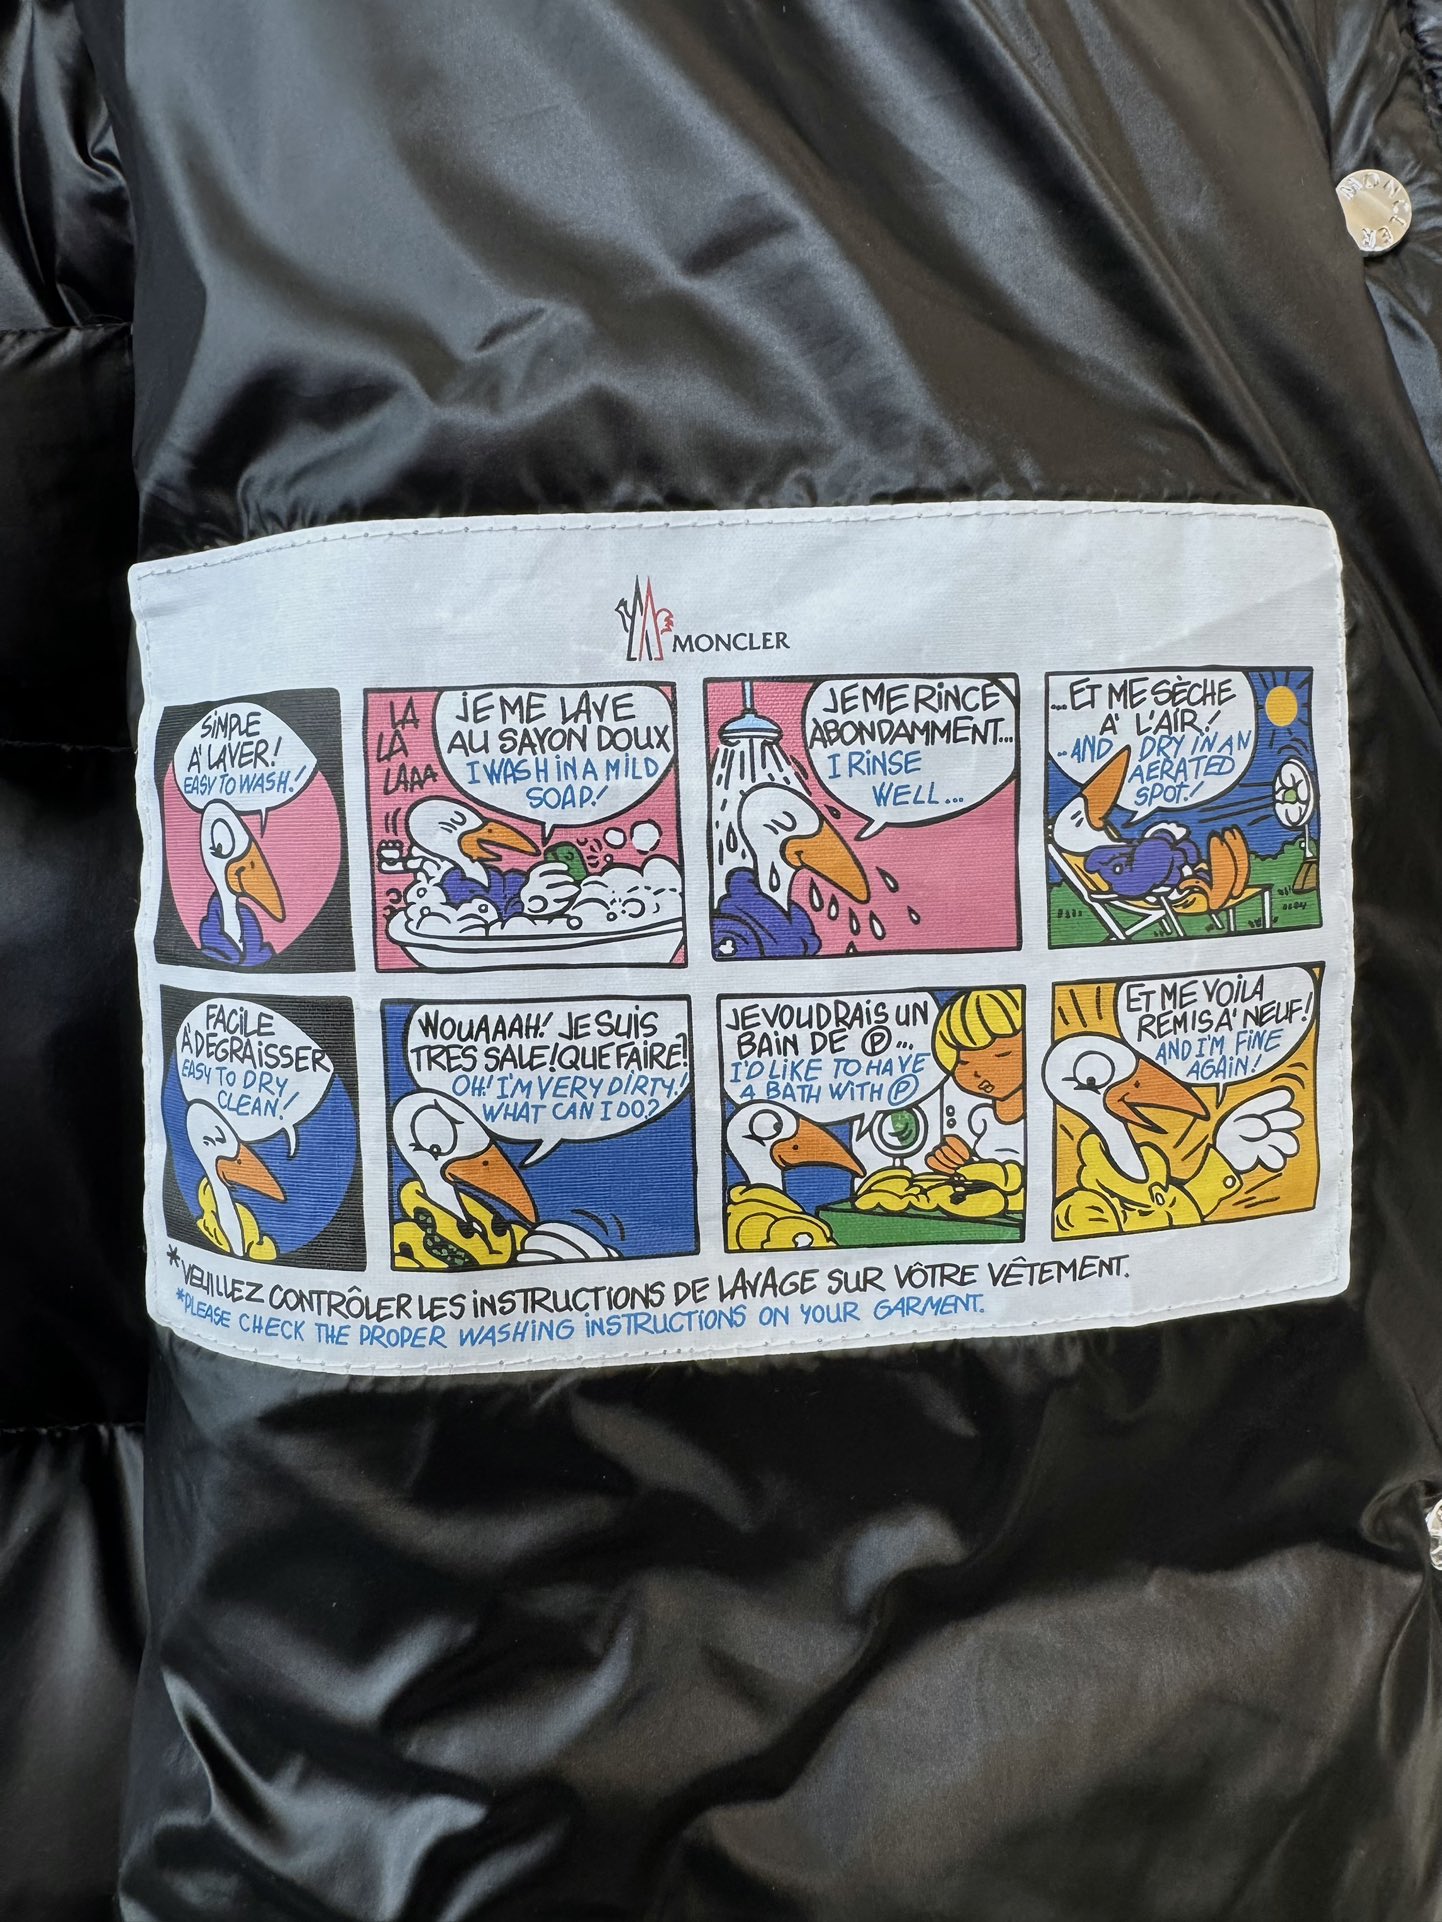 MONCLER
MONCLER
SIMPLE
À LAVER!
EASY TO WASH!
LA
LA
LAAA
JE ME LAVE
AU SAVON DOUX
I WASH IN A MILD
SOAP!
JE ME RINCE
ABONDAMMENT...
I RINSE
WELL...
...ET ME SÈCHE
A' L'AIR!
..AND DRY IN AN
AERATED
SPOT!
FACILE
À DEGRAISSER
EASY TO DRY
CLEAN!
WOUAAAH! JE SUIS
TRES SALE! QUE FAIRE?
OH! I'M VERY DIRTY!
WHAT CAN I DO?
JE VOUDRAIS UN
BAIN DE Ⓟ...
I'D LIKE TO HAVE
A BATH WITH Ⓟ
ET ME VOILA
REMIS A' NEUF!
AND I'M FINE
AGAIN!
*VEUILLEZ CONTRÔLER LES INSTRUCTIONS DE LAVAGE SUR VÔTRE VÊTEMENT.
*PLEASE CHECK THE PROPER WASHING INSTRUCTIONS ON YOUR GARMENT.